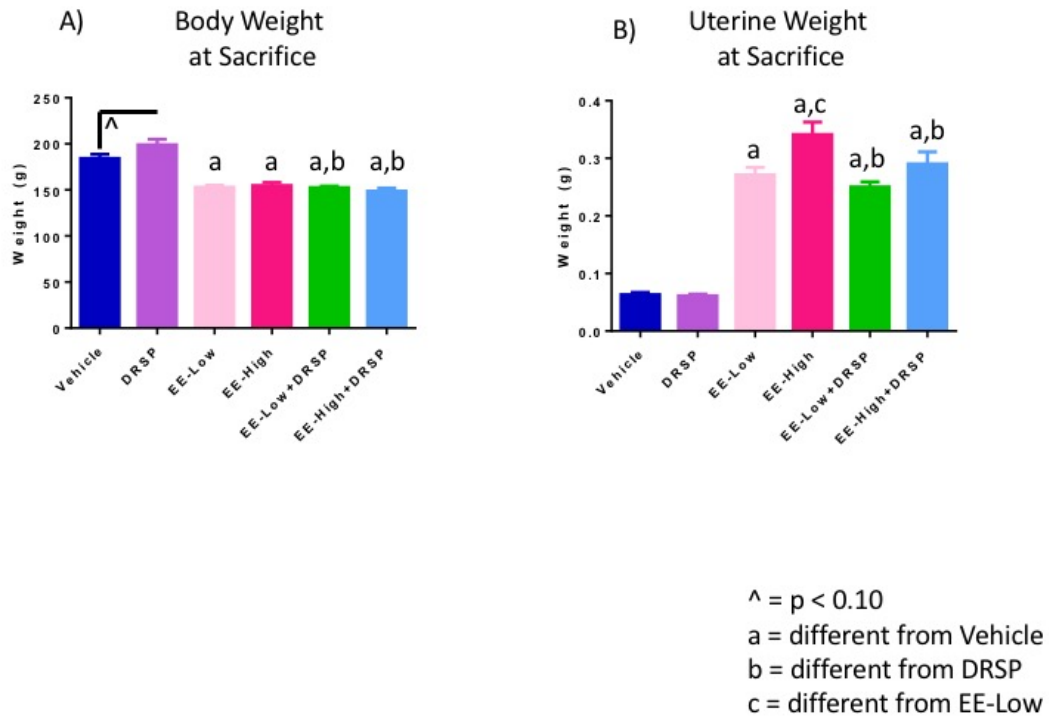 A)
Body Weight
at Sacrifice
Weight (g)
250
200
150
100
50
0
^
a
a
a,b
a,b
Vehicle
DRSP
EE-Low
EE-High
EE-Low+DRSP
EE-High+DRSP
B)
Uterine Weight
at Sacrifice
Weight (g)
0.4
0.3
0.2
0.1
0.0
a
a,c
a,b
a,b
Vehicle
DRSP
EE-Low
EE-High
EE-Low+DRSP
EE-High+DRSP
^ = p < 0.10
a = different from Vehicle
b = different from DRSP
c = different from EE-Low